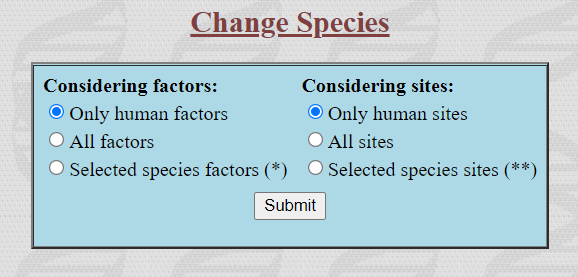 Change Species
Considering factors: Considering sites:
Only human factors Only human sites
All factors All sites
Selected species factors (*) Selected species sites (**)
Submit